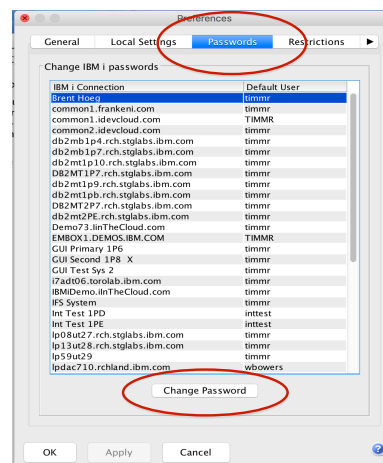 Preferences
General Local Settings Passwords Restrictions
Change IBM i passwords
IBM i Connection Default User
Brent Hoeg timmr
common1.frankeni.com timmr
common1.idevcloud.com TIMMR
common2.idevcloud.com timmr
db2mb1p4.rch.stglabs.ibm.com timmr
db2mb1p7.rch.stglabs.ibm.com timmr
db2mt1p10.rch.stglabs.ibm.com timmr
DB2MT1P7.rch.stglabs.ibm.com timmr
db2mt1p9.rch.stglabs.ibm.com timmr
db2mt1pb.rch.stglabs.ibm.com timmr
DB2MT2P7.rch.stglabs.ibm.com timmr
db2mt2PE.rch.stglabs.ibm.com timmr
Demo73.IinTheCloud.com timmr
EMBOX1.DEMOS.IBM.COM TIMMR
GUI Primary 1P6 timmr
GUI Second 1P8 X timmr
GUI Test Sys 2 timmr
i7adt06.torolab.ibm.com timmr
IBMiDemo.iInTheCloud.com timmr
IFS System timmr
Int Test 1PD inttest
Int Test 1PE inttest
lp08ut27.rch.stglabs.ibm.com timmr
lp13ut28.rch.stglabs.ibm.com timmr
lp59ut29 timmr
lpdac710.rchland.ibm.com wbowers
Change Password
OK Apply Cancel ?